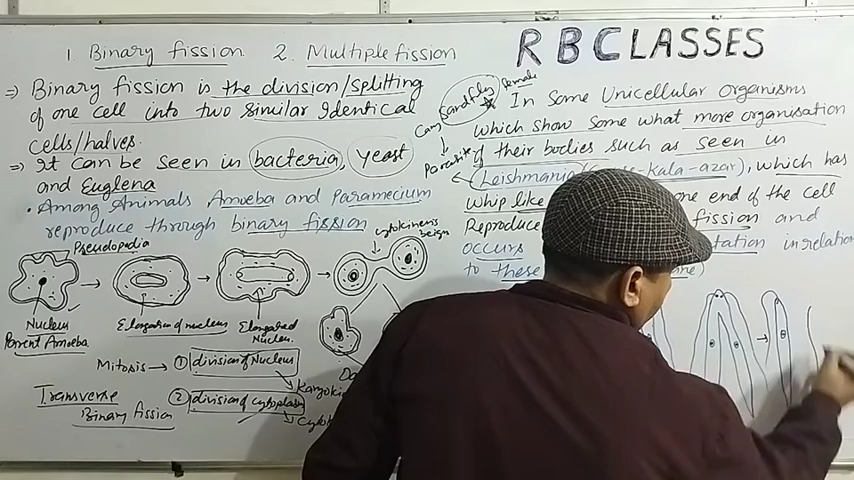 1. Binary fission 2. Multiple fission
⇒ Binary fission is the division/splitting
of one cell into two similar identical
cells/halves.
⇒ It can be seen in bacteria, yeast
and Euglena
• Among Animals Amoeba and Paramecium
reproduce through binary fission
Pseudopodia
cytokinesis
begin
Nucleus
Parent Amoeba
Elongation of nucleus
Elongated
Nucleus
Mitosis → ① division of Nucleus
② division of cytoplasm
Transverse
Binary fission
RBCLASSES
Sandfly
female
Parasite
In Some Unicellular Organisms
which show some what more organisation
of their bodies such as seen in
Leishmania kala-azar), which has
whip like one end of the cell
Reproduce fission and
occurs in relation
to these